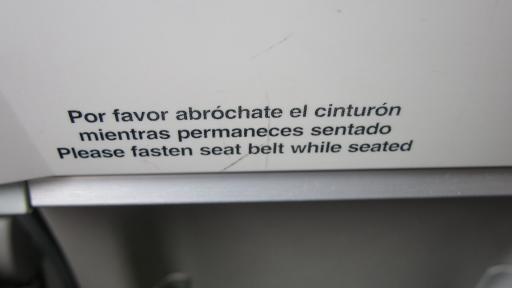 Por favor abróchate el cinturón
mientras permaneces sentado
Please fasten seat belt while seated